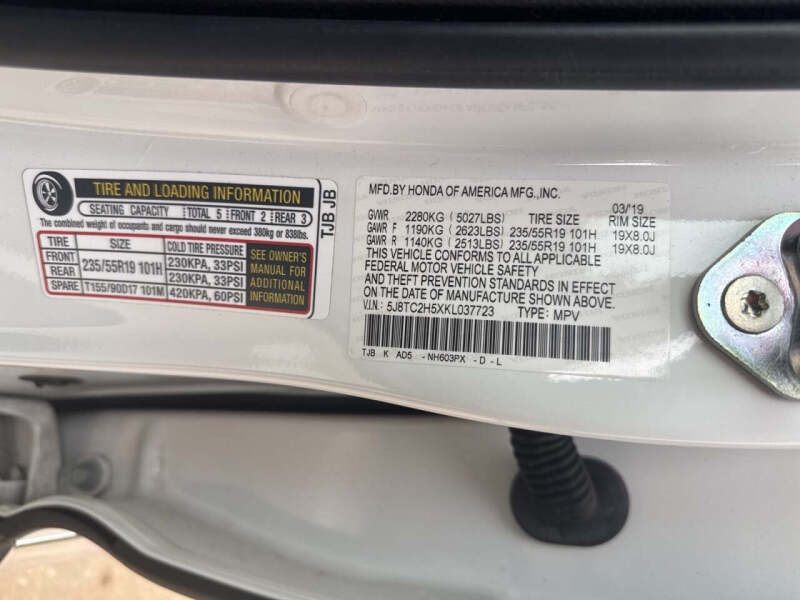 TIRE AND LOADING INFORMATION
SEATING CAPACITY TOTAL 5 FRONT 2 REAR 3
The combined weight of occupants and cargo should never exceed 380kg or 838lbs.
TIRE SIZE COLD TIRE PRESSURE
FRONT 235/55R19 101H 230KPA, 33PSI
REAR 230KPA, 33PSI
SPARE T155/90D17 101M 420KPA, 60PSI
SEE OWNER'S
MANUAL FOR
ADDITIONAL
INFORMATION
TJB JB
MFD.BY HONDA OF AMERICA MFG.,INC.
03/19
GVWR 2280KG (5027LBS) TIRE SIZE RIM SIZE
GAWR F 1190KG (2623LBS) 235/55R19 101H 19X8.0J
GAWR R 1140KG (2513LBS) 235/55R19 101H 19X8.0J
THIS VEHICLE CONFORMS TO ALL APPLICABLE
FEDERAL MOTOR VEHICLE SAFETY
AND THEFT PREVENTION STANDARDS IN EFFECT
ON THE DATE OF MANUFACTURE SHOWN ABOVE.
V.I.N.: 5J8TC2H5XKL037723 TYPE: MPV
TJB K AD5 -NH603PX -D -L